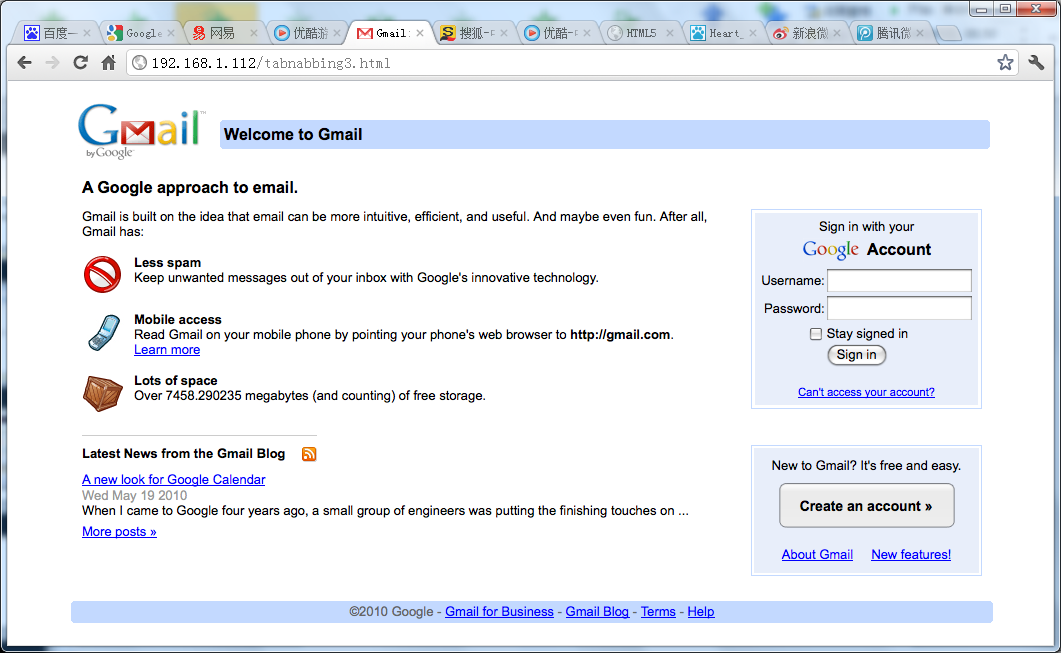 百度一
Google
网易
优酷游
Gmail:
搜狐-中
优酷-
HTML5
Heart_
新浪微
腾讯微
192.168.1.112/tabnabbing3.html
Gmail™
by Google
Welcome to Gmail
A Google approach to email.
Gmail is built on the idea that email can be more intuitive, efficient, and useful. And maybe even fun. After all,
Gmail has:
Less spam
Keep unwanted messages out of your inbox with Google's innovative technology.
Mobile access
Read Gmail on your mobile phone by pointing your phone's web browser to http://gmail.com.
Learn more
Lots of space
Over 7458.290235 megabytes (and counting) of free storage.
Latest News from the Gmail Blog
A new look for Google Calendar
Wed May 19 2010
When I came to Google four years ago, a small group of engineers was putting the finishing touches on ...
More posts »
Sign in with your
Google Account
Username:
Password:
Stay signed in
Sign in
Can't access your account?
New to Gmail? It's free and easy.
Create an account »
About Gmail New features!
©2010 Google - Gmail for Business - Gmail Blog - Terms - Help